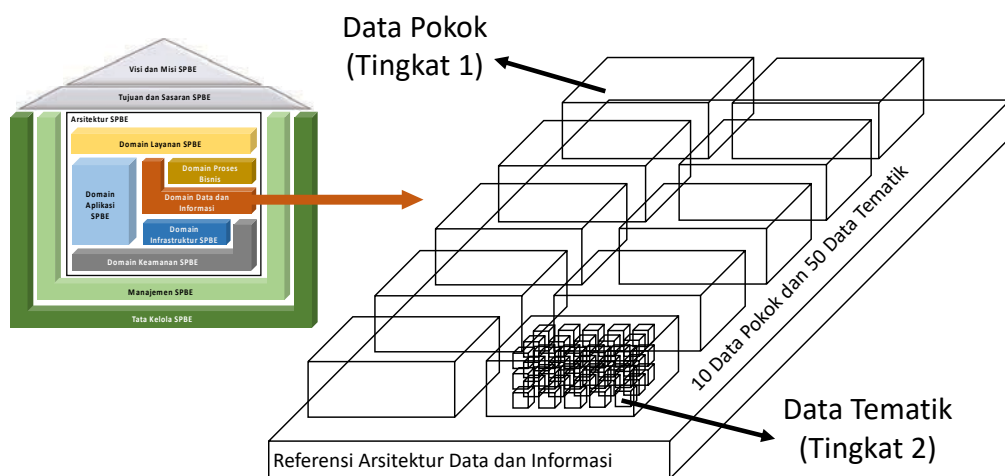 Visi dan Misi SPBE
Tujuan dan Sasaran SPBE
Arsitektur SPBE
Domain Layanan SPBE
Domain Proses
Bisnis
Domain
Aplikasi
SPBE
Domain Data dan
Informasi
Domain
Infrastruktur SPBE
Domain Keamanan SPBE
Manajemen SPBE
Tata Kelola SPBE
Data Pokok
(Tingkat 1)
10 Data Pokok dan 50 Data Tematik
Data Tematik
(Tingkat 2)
Referensi Arsitektur Data dan Informasi